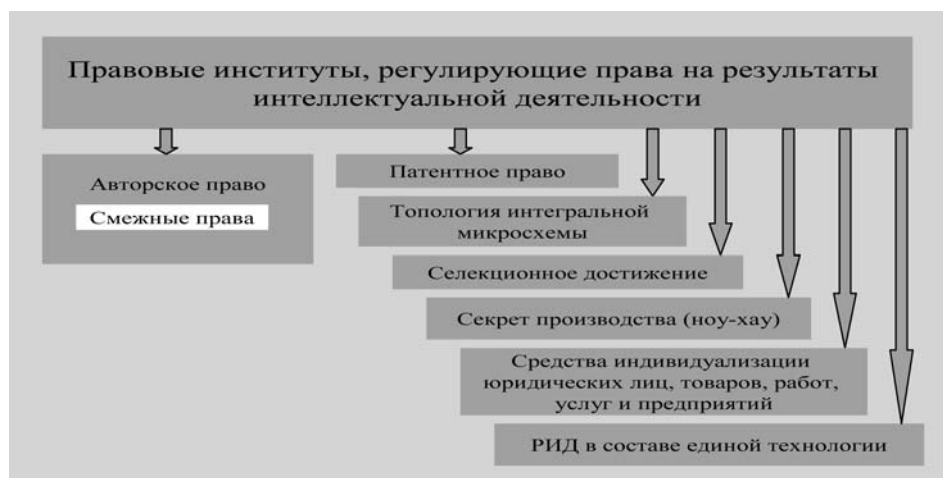 Правовые институты, регулирующие права на результаты
интеллектуальной деятельности
Авторское право
Смежные права
Патентное право
Топология интегральной
микросхемы
Селекционное достижение
Секрет производства (ноу-хау)
Средства индивидуализации
юридических лиц, товаров, работ,
услуг и предприятий
РИД в составе единой технологии